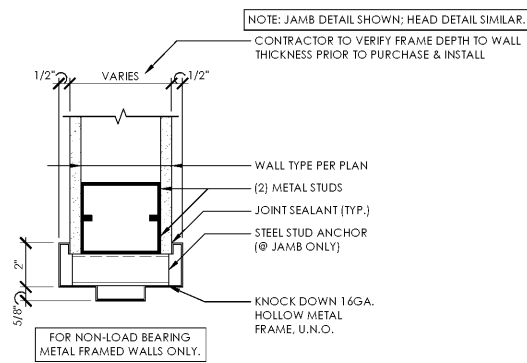 NOTE: JAMB DETAIL SHOWN; HEAD DETAIL SIMILAR.
CONTRACTOR TO VERIFY FRAME DEPTH TO WALL
THICKNESS PRIOR TO PURCHASE & INSTALL
1/2"
VARIES
1/2"
WALL TYPE PER PLAN
(2) METAL STUDS
JOINT SEALANT (TYP.)
STEEL STUD ANCHOR
(@ JAMB ONLY)
2"
5/8"
KNOCK DOWN 16GA.
HOLLOW METAL
FRAME, U.N.O.
FOR NON-LOAD BEARING
METAL FRAMED WALLS ONLY.